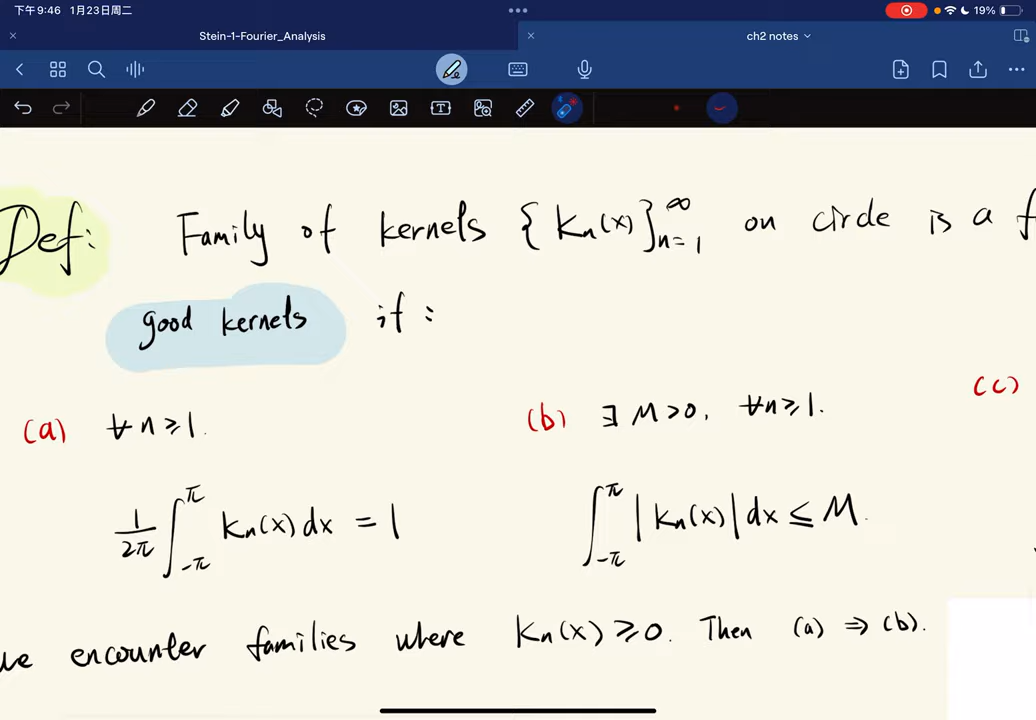 下午9:46 1月23日周二
19%
Stein-1-Fourier_Analysis
ch2 notes
Def: Family of kernels {Kn(x)}_{n=1}^{∞} on circle is a f
good kernels if:
(a) ∀ n ≥ 1.
(b) ∃ M > 0, ∀n ≥ 1.
(c)
1/2π ∫_{-π}^{π} Kn(x) dx = 1
∫_{-π}^{π} |Kn(x)| dx ≤ M.
we encounter families where Kn(x) ≥ 0. Then (a) ⇒ (b).